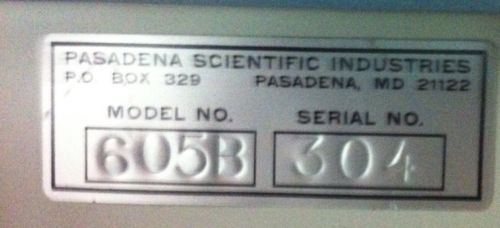 PASADENA SCIENTIFIC INDUSTRIES
P.O. BOX 329 PASADENA, MD 21122
MODEL NO. SERIAL NO.
605B 304